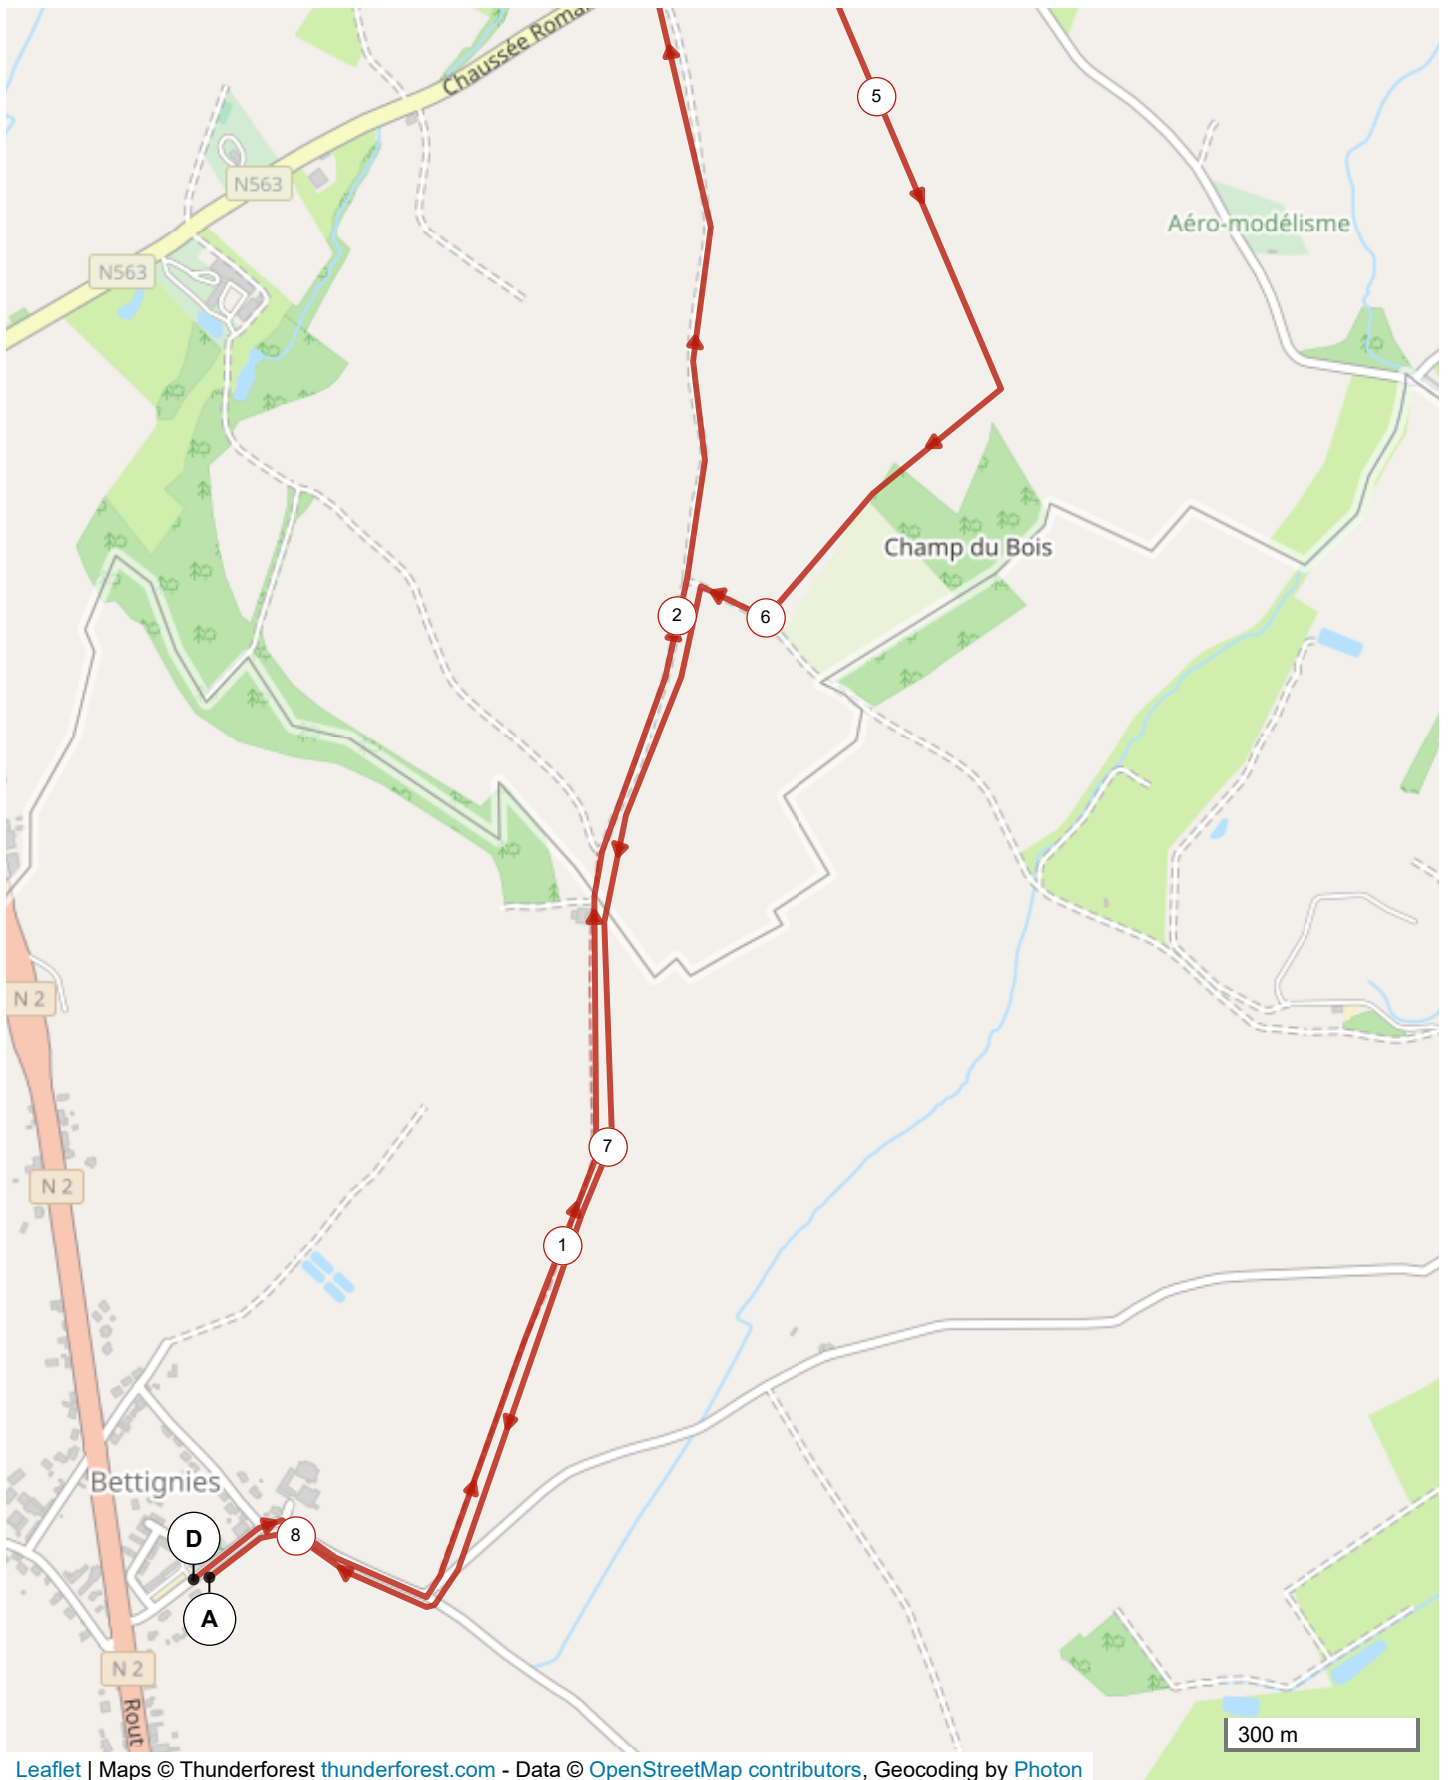 Chaussée Roma
5
N563
Aéro-modélisme
N563
Champ du Bois
2
6
N 2
7
N 2
1
Bettignies
8
D
A
N 2
Rout
300 m
Leaflet | Maps © Thunderforest thunderforest.com - Data © OpenStreetMap contributors, Geocoding by Photon